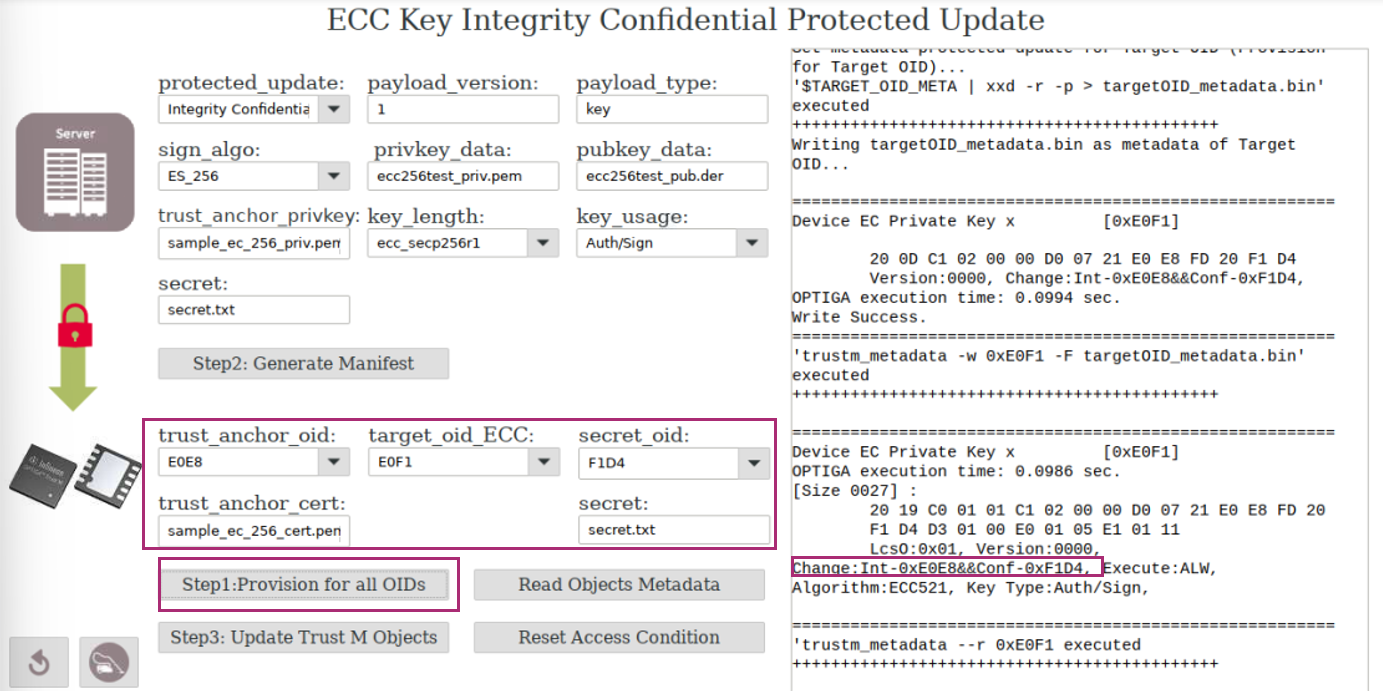 ECC Key Integrity Confidential Protected Update
Server
protected_update: payload_version: payload_type:
Integrity Confidentia 1 key
sign_algo: privkey_data: pubkey_data:
ES_256 ecc256test_priv.pem ecc256test_pub.der
trust_anchor_privkey: key_length: key_usage:
sample_ec_256_priv.pen ecc_secp256r1 Auth/Sign
secret:
secret.txt
Step2: Generate Manifest
trust_anchor_oid: target_oid_ECC: secret_oid:
E0E8 E0F1 F1D4
trust_anchor_cert: secret:
sample_ec_256_cert.pen secret.txt
Step1:Provision for all OIDs Read Objects Metadata
Step3: Update Trust M Objects Reset Access Condition
Set metadata protected update for Target OID (Provision
for Target OID)...
'$TARGET_OID_META | xxd -r -p > targetOID_metadata.bin'
executed
++++++++++++++++++++++++++++++++++++++++++++
Writing targetOID_metadata.bin as metadata of Target
OID...
========================================================
Device EC Private Key x [0xE0F1]
20 0D C1 02 00 00 D0 07 21 E0 E8 FD 20 F1 D4
Version:0000, Change:Int-0xE0E8&&Conf-0xF1D4,
OPTIGA execution time: 0.0994 sec.
Write Success.
========================================================
'trustm_metadata -w 0xE0F1 -F targetOID_metadata.bin'
executed
++++++++++++++++++++++++++++++++++++++++++++
========================================================
Device EC Private Key x [0xE0F1]
OPTIGA execution time: 0.0986 sec.
[Size 0027] :
20 19 C0 01 01 C1 02 00 00 D0 07 21 E0 E8 FD 20
F1 D4 D3 01 00 E0 01 05 E1 01 11
LcsO:0x01, Version:0000,
Change:Int-0xE0E8&&Conf-0xF1D4, Execute:ALW,
Algorithm:ECC521, Key Type:Auth/Sign,
========================================================
'trustm_metadata --r 0xE0F1 executed
++++++++++++++++++++++++++++++++++++++++++++